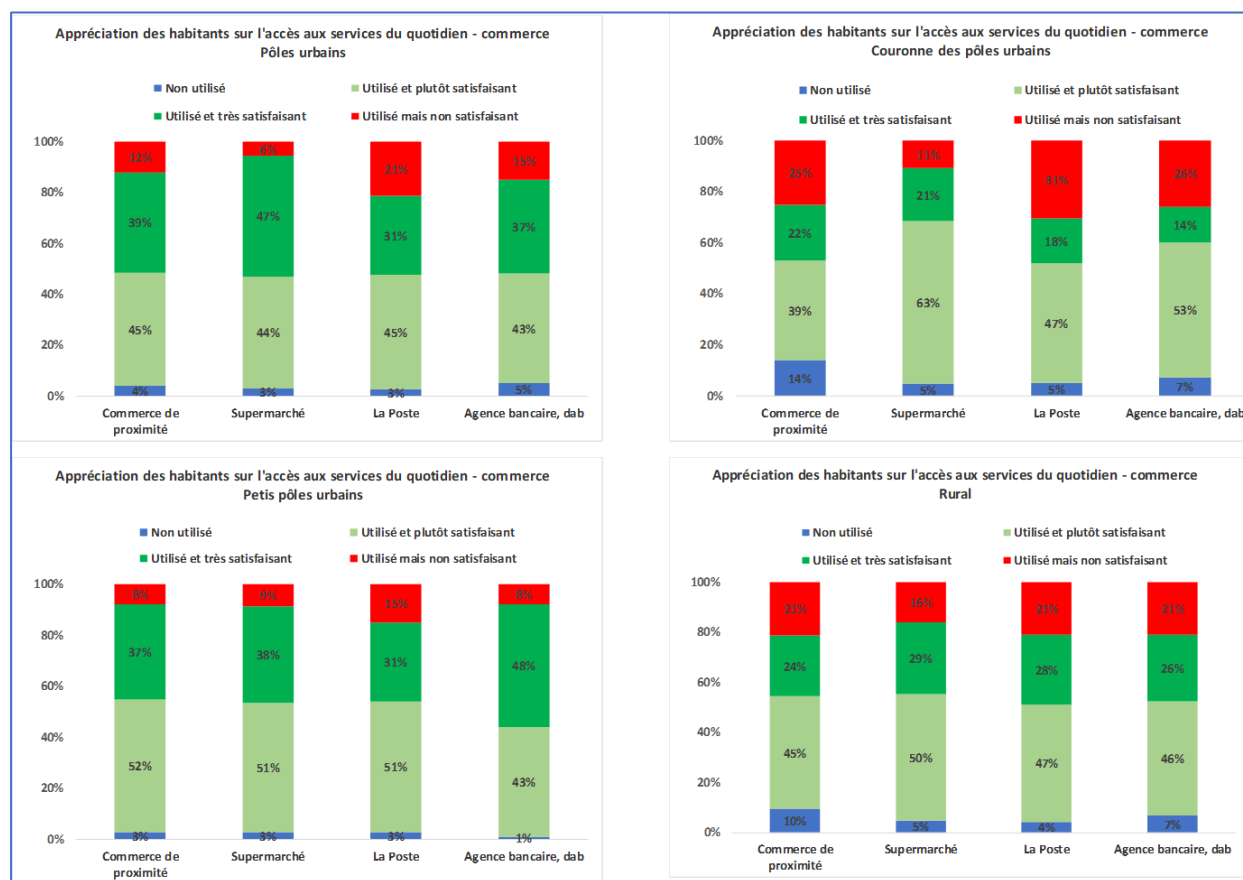 Appréciation des habitants sur l'accès aux services du quotidien - commerce
Pôles urbains
Non utilisé
Utilisé et plutôt satisfaisant
Utilisé et très satisfaisant
Utilisé mais non satisfaisant
100%
80%
60%
40%
20%
0%
12%
6%
21%
15%
39%
47%
31%
37%
45%
44%
45%
43%
4%
3%
3%
5%
Commerce de
proximité
Supermarché
La Poste
Agence bancaire, dab
Appréciation des habitants sur l'accès aux services du quotidien - commerce
Couronne des pôles urbains
Non utilisé
Utilisé et plutôt satisfaisant
Utilisé et très satisfaisant
Utilisé mais non satisfaisant
100%
80%
60%
40%
20%
0%
25%
11%
31%
26%
22%
21%
18%
14%
39%
63%
47%
53%
14%
5%
5%
7%
Commerce de
proximité
Supermarché
La Poste
Agence bancaire, dab
Appréciation des habitants sur l'accès aux services du quotidien - commerce
Petis pôles urbains
Non utilisé
Utilisé et plutôt satisfaisant
Utilisé et très satisfaisant
Utilisé mais non satisfaisant
100%
80%
60%
40%
20%
0%
8%
9%
15%
8%
37%
38%
31%
48%
52%
51%
51%
43%
3%
3%
3%
1%
Commerce de
proximité
Supermarché
La Poste
Agence bancaire, dab
Appréciation des habitants sur l'accès aux services du quotidien - commerce
Rural
Non utilisé
Utilisé et plutôt satisfaisant
Utilisé et très satisfaisant
Utilisé mais non satisfaisant
100%
80%
60%
40%
20%
0%
21%
16%
21%
21%
24%
29%
28%
26%
45%
50%
47%
46%
10%
5%
4%
7%
Commerce de
proximité
Supermarché
La Poste
Agence bancaire, dab